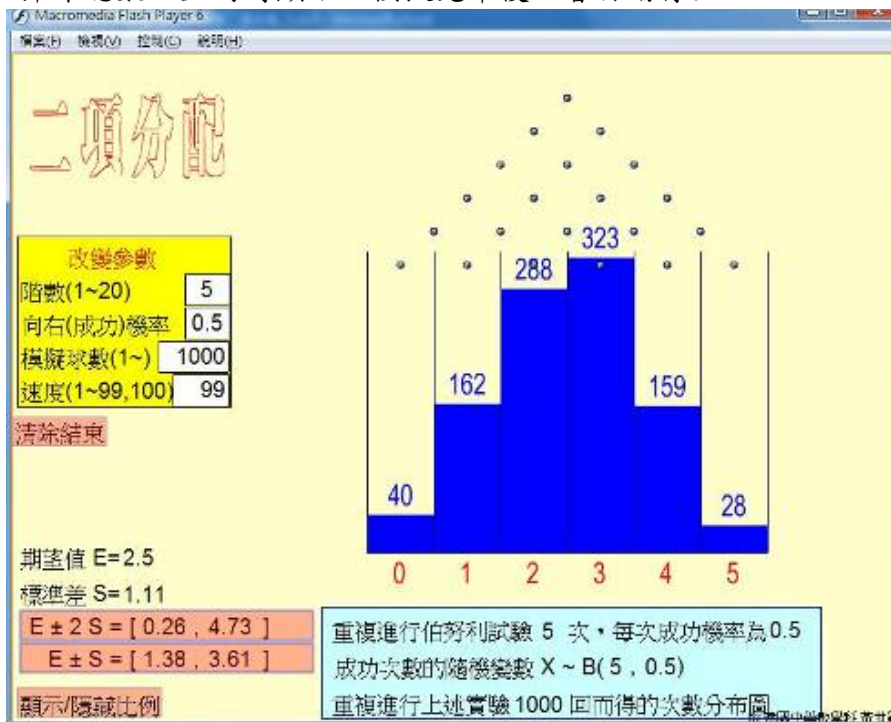 Macromedia Flash Player 6
檔案(F) 檢視(V) 控制(C) 說明(H)
二項分配
改變參數
階數(1~20) 5
向右(成功)機率 0.5
模擬球數(1~) 1000
速度(1~99,100) 99
清除結束
40 162 288 323 159 28
0 1 2 3 4 5
期望值 E=2.5
標準差 S=1.11
E ± 2 S = [ 0.26 , 4.73 ]
E ± S = [ 1.38 , 3.61 ]
顯示/隱藏比例
重複進行伯努利試驗 5 次,每次成功機率為0.5
成功次數的隨機變數 X ~ B( 5 , 0.5)
重複進行上述實驗1000 回而得的次數分布圖